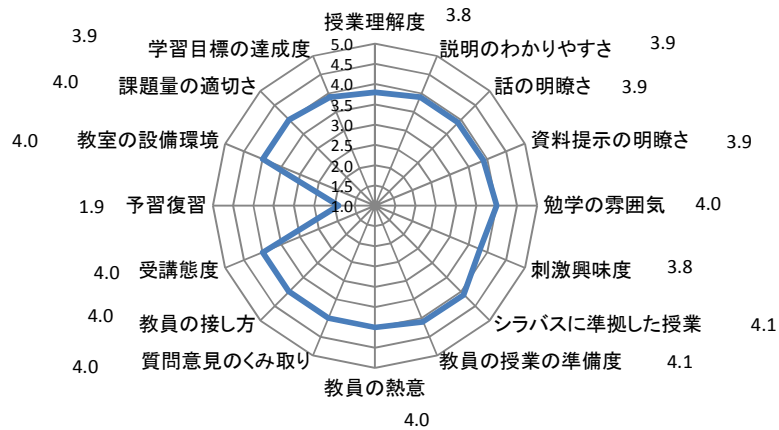 授業理解度 3.8
説明のわかりやすさ 3.9
話の明瞭さ 3.9
資料提示の明瞭さ 3.9
勉学の雰囲気 4.0
刺激興味度 3.8
シラバスに準拠した授業 4.1
教員の授業の準備度 4.1
教員の熱意 4.0
質問意見のくみ取り 4.0
教員の接し方 4.0
受講態度 4.0
予習復習 1.9
教室の設備環境 4.0
課題量の適切さ 4.0
学習目標の達成度 3.9
5.0
4.5
4.0
3.5
3.0
2.5
2.0
1.5
1.0